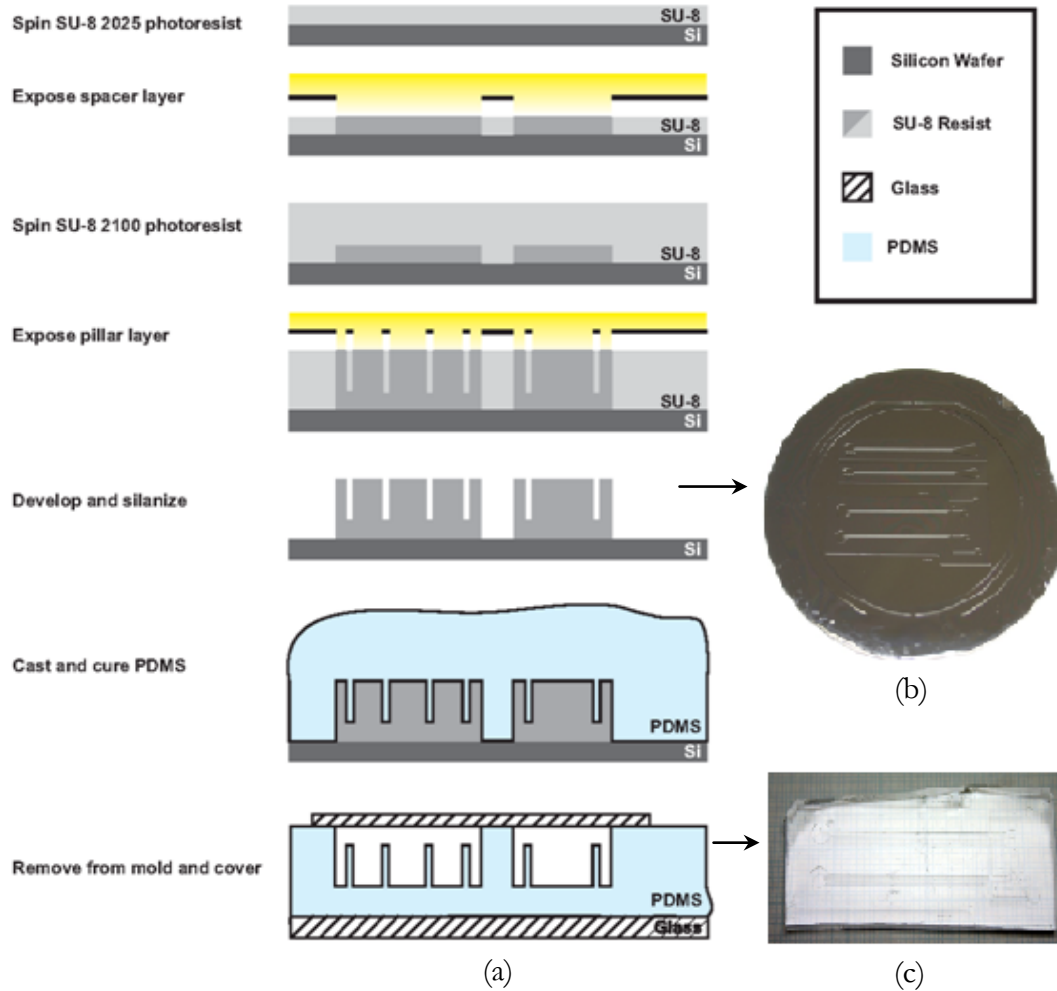 Spin SU-8 2025 photoresist
SU-8
Si
Expose spacer layer
SU-8
Si
Spin SU-8 2100 photoresist
SU-8
Si
Expose pillar layer
SU-8
Si
Develop and silanize
Si
Cast and cure PDMS
PDMS
Si
Remove from mold and cover
PDMS
Glass
(a)
Silicon Wafer
SU-8 Resist
Glass
PDMS
(b)
(c)